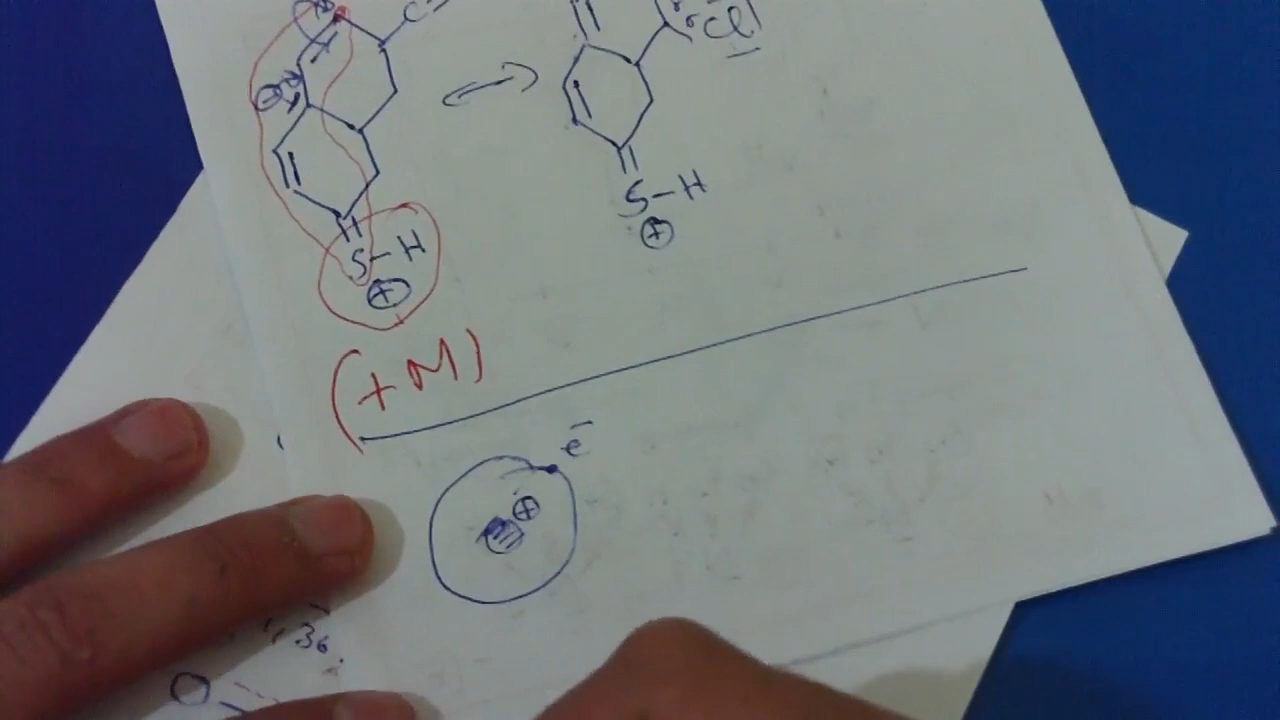 C
Cl
S-H
⊕
S-H
⊕
(+M)
e⁻
⊕
36
O